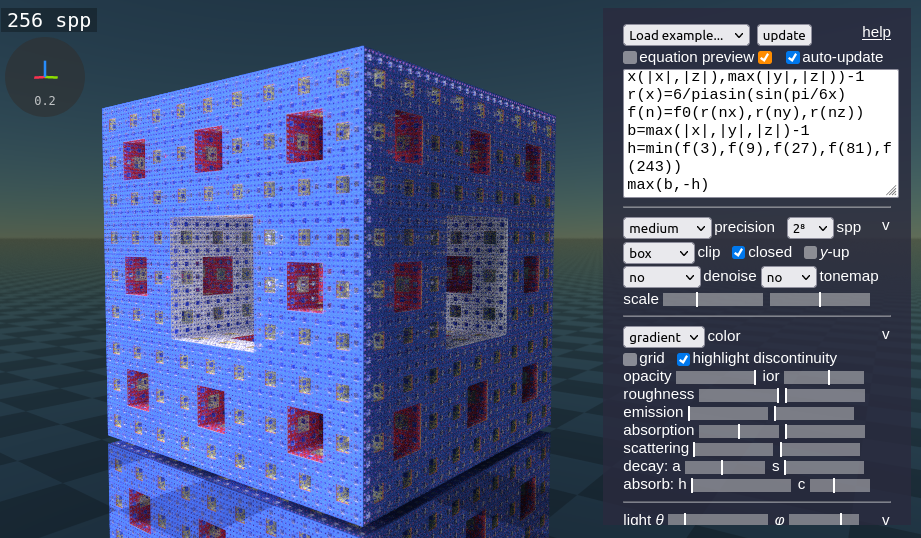 256 spp
0.2
Load example... update help
equation preview auto-update
x(|x|,|z|),max(|y|,|z|))-1
r(x)=6/piasin(sin(pi/6x)
f(n)=f0(r(nx),r(ny),r(nz))
b=max(|x|,|y|,|z|)-1
h=min(f(3),f(9),f(27),f(81),f
(243))
max(b,-h)
medium precision 2⁸ spp v
box clip closed y-up
no denoise no tonemap
scale
gradient color v
grid highlight discontinuity
opacity ior
roughness
emission
absorption
scattering
decay: a s
absorb: h c
light θ φ v